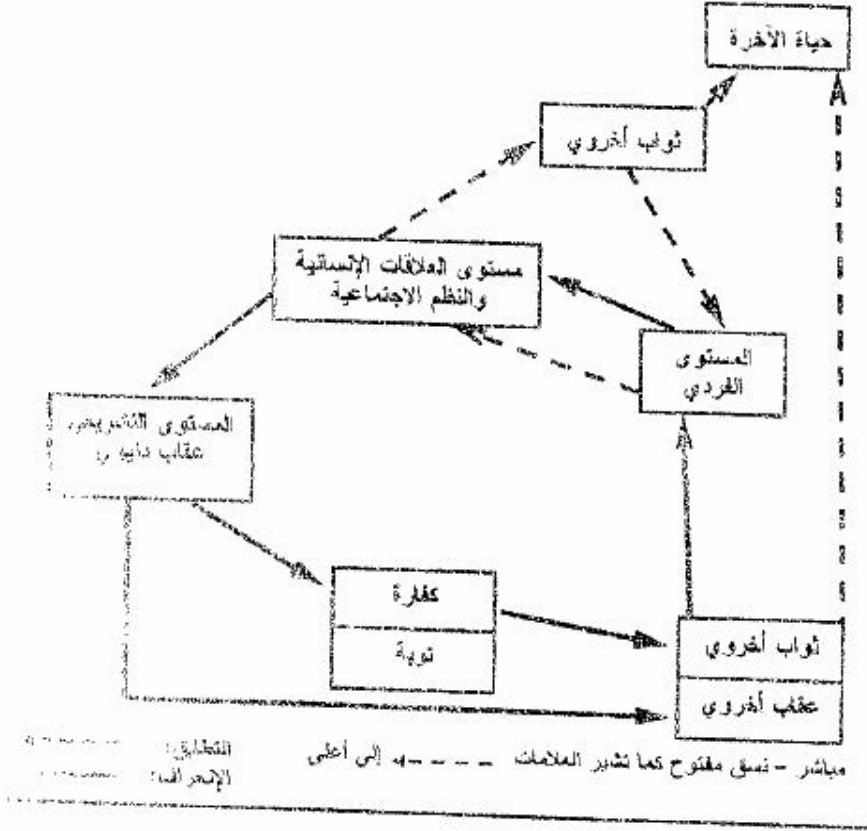 حياة الآخرة
ثواب أخروي
مستوى العلاقات الإنسانية
والنظم الاجتماعية
المستوى
الفردي
المستوى
عقاب
كفارة
توبة
ثواب أخروي
عقاب أخروي
التطابق:
الإنحراف:
مباشر - نسق مفتوح كما تشير العلامات - - - - إلى أعلى